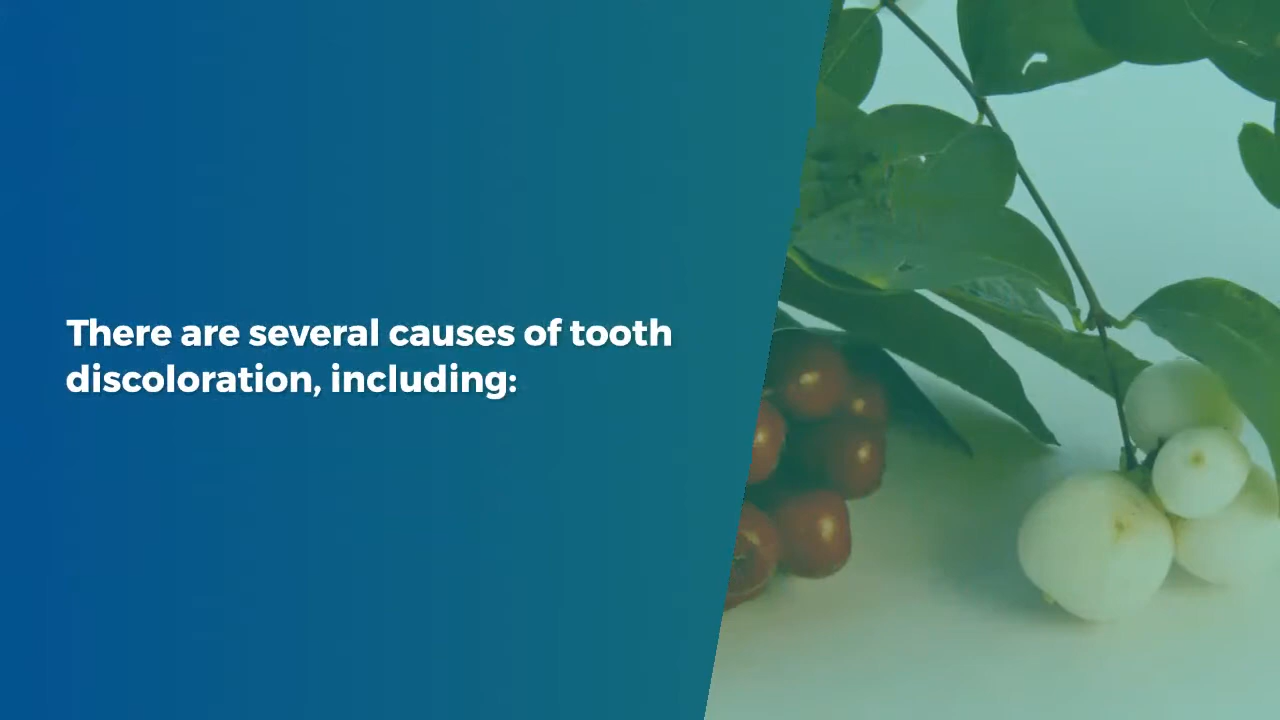 There are several causes of tooth
discoloration, including: